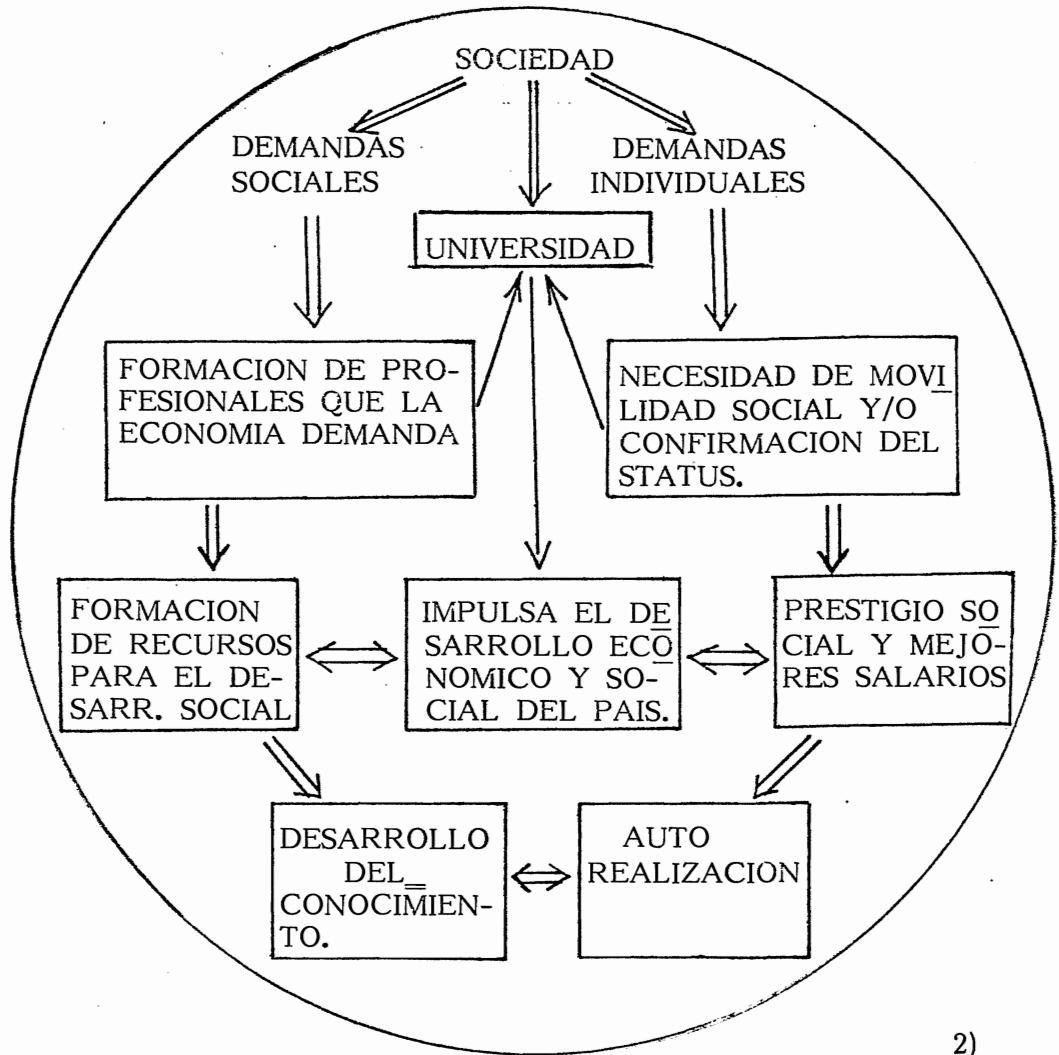 SOCIEDAD
DEMANDAS
SOCIALES
DEMANDAS
INDIVIDUALES
UNIVERSIDAD
FORMACION DE PRO-
FESIONALES QUE LA
ECONOMIA DEMANDA
NECESIDAD DE MOVI
LIDAD SOCIAL Y/O
CONFIRMACION DEL
STATUS.
FORMACION
DE RECURSOS
PARA EL DE-
SARR. SOCIAL
IMPULSA EL DE
SARROLLO ECO
NOMICO Y SO-
CIAL DEL PAIS.
PRESTIGIO SO
CIAL Y MEJO-
RES SALARIOS
DESARROLLO
DEL
CONOCIMIEN-
TO.
AUTO
REALIZACION
2)